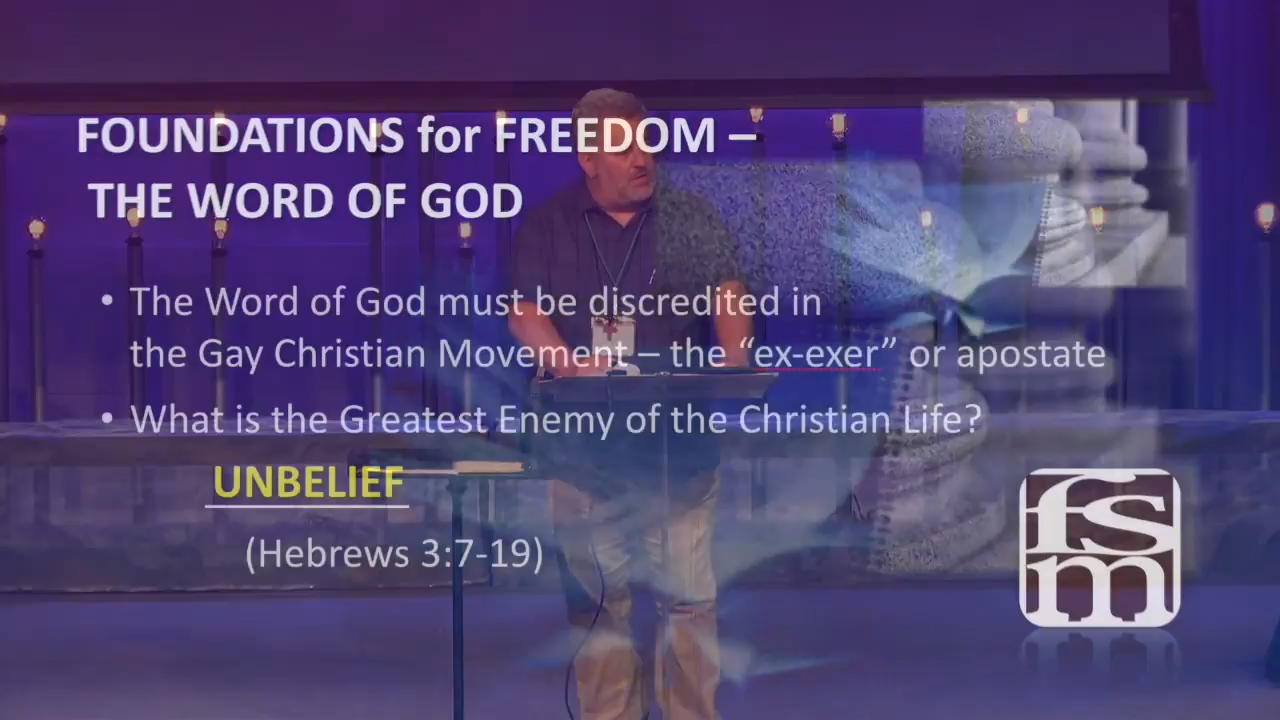 FOUNDATIONS for FREEDOM –
THE WORD OF GOD
• The Word of God must be discredited in
the Gay Christian Movement – the “ex-exer” or apostate
• What is the Greatest Enemy of the Christian Life?
UNBELIEF
(Hebrews 3:7-19)
fs
m